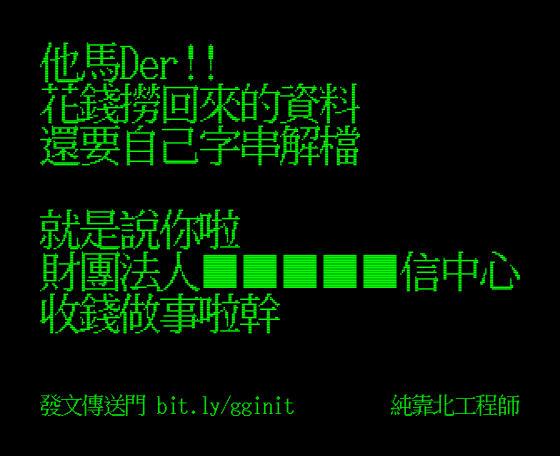 他馬Der!!
花錢撈回來的資料
還要自己字串解檔
就是說你啦
財團法人■■■■■信中心
收錢做事啦幹
發文傳送門 bit.ly/gginit
純靠北工程師